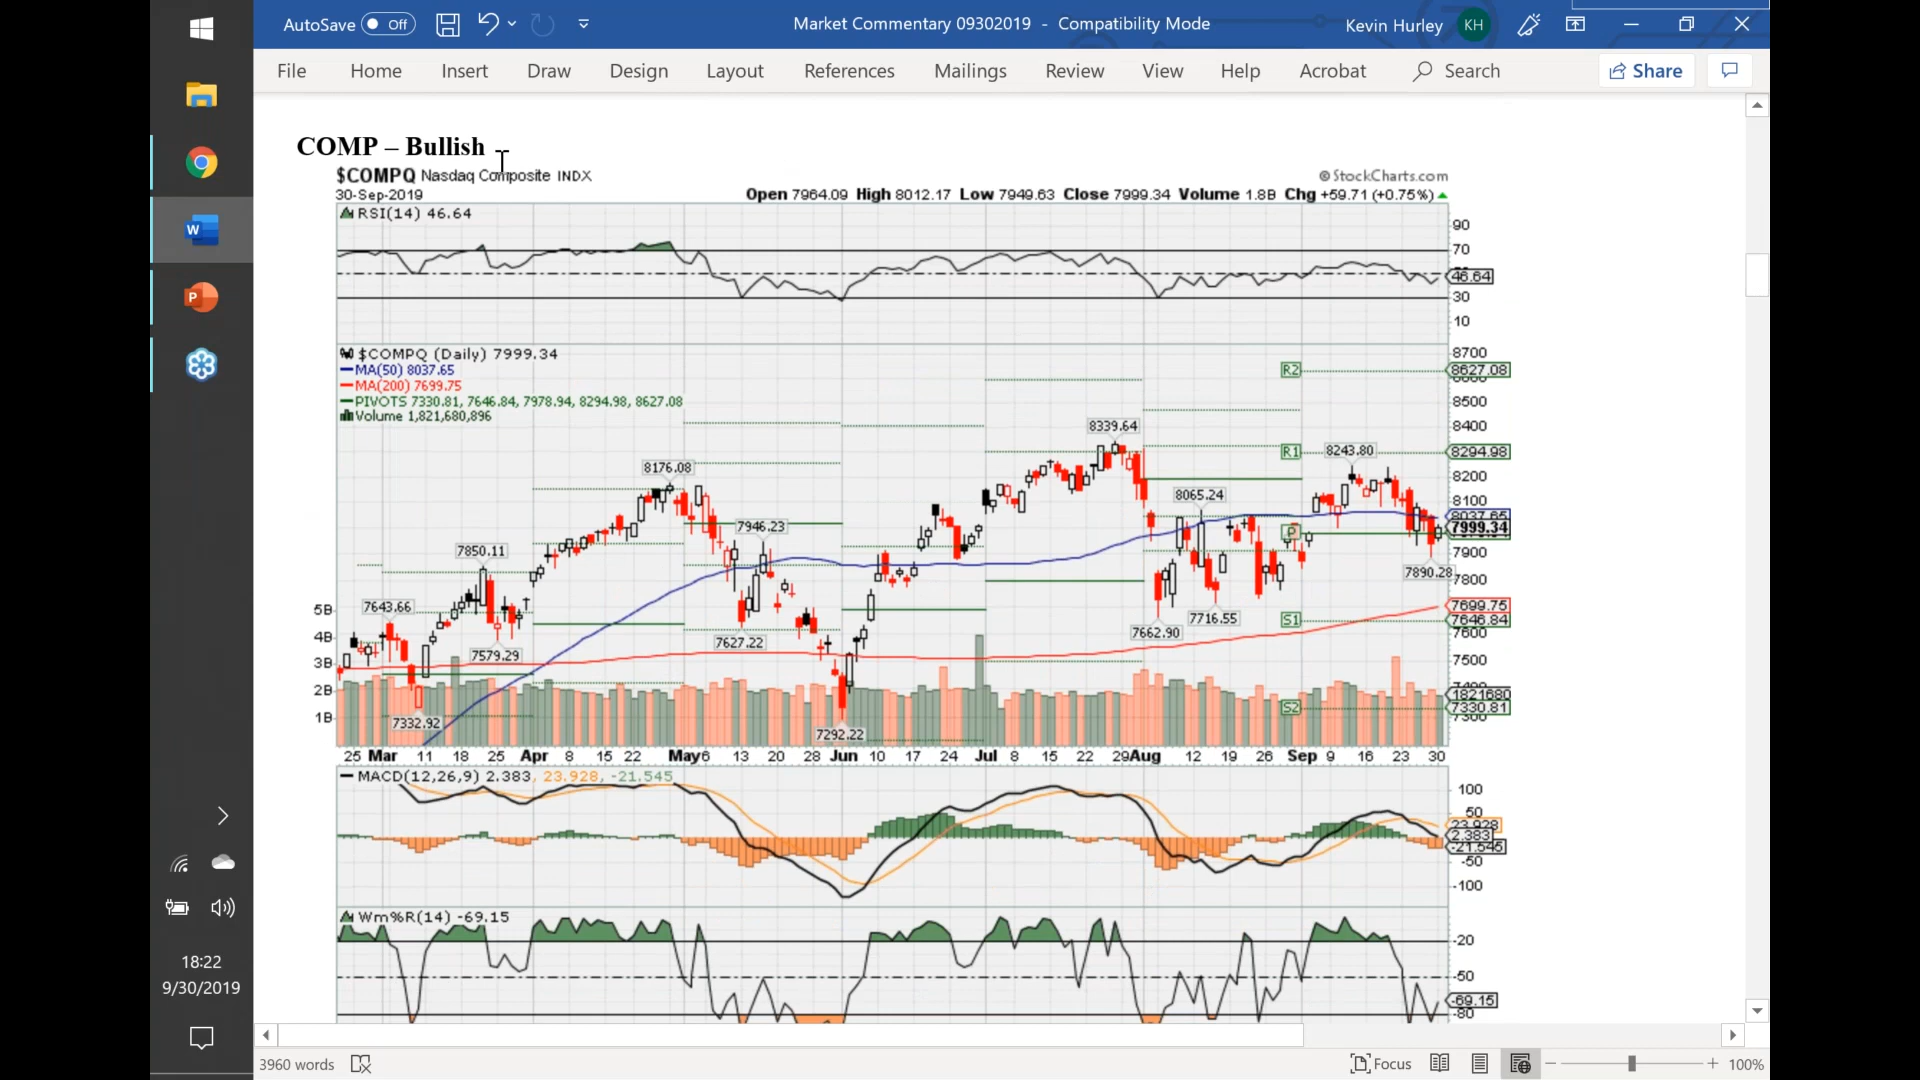 AutoSave Off Market Commentary 09302019 - Compatibility Mode Kevin Hurley KH
File Home Insert Draw Design Layout References Mailings Review View Help Acrobat Search Share
COMP – Bullish -
$COMPQ Nasdaq Composite INDX ©StockCharts.com
30-Sep-2019 Open 7964.09 High 8012.17 Low 7949.63 Close 7999.34 Volume 1.8B Chg +59.71 (+0.75%)
RSI(14) 46.64
90
70
46.64
30
10
$COMPQ (Daily) 7999.34
MA(50) 8037.65
MA(200) 7699.75
PIVOTS 7330.81, 7646.84, 7978.94, 8294.98, 8627.08
Volume 1,821,680,896
8700
R2 8627.08
8500
8339.64 8400
R1 8243.80 8294.98
8176.08 8200
8065.24 8100
7946.23 8037.65
P 7999.34
7850.11 7900
7890.28
7800
7643.66 5B 7699.75
7716.55 S1 7646.84
4B 7627.22 7662.90 7600
7579.29
3B 7500
2B 7400
1821680
S2 7330.81
1B 7332.92 7300
7292.22
25 Mar 11 18 25 Apr 8 15 22 May6 13 20 28 Jun 10 17 24 Jul 8 15 22 29Aug 12 19 26 Sep 9 16 23 30
MACD(12,26,9) 2.383, 23.928, -21.545
100
50
23.928
2.383
-21.545
-50
-100
Wm%R(14) -69.15
-20
-50
-69.15
-80
18:22
9/30/2019
3960 words Focus 100%